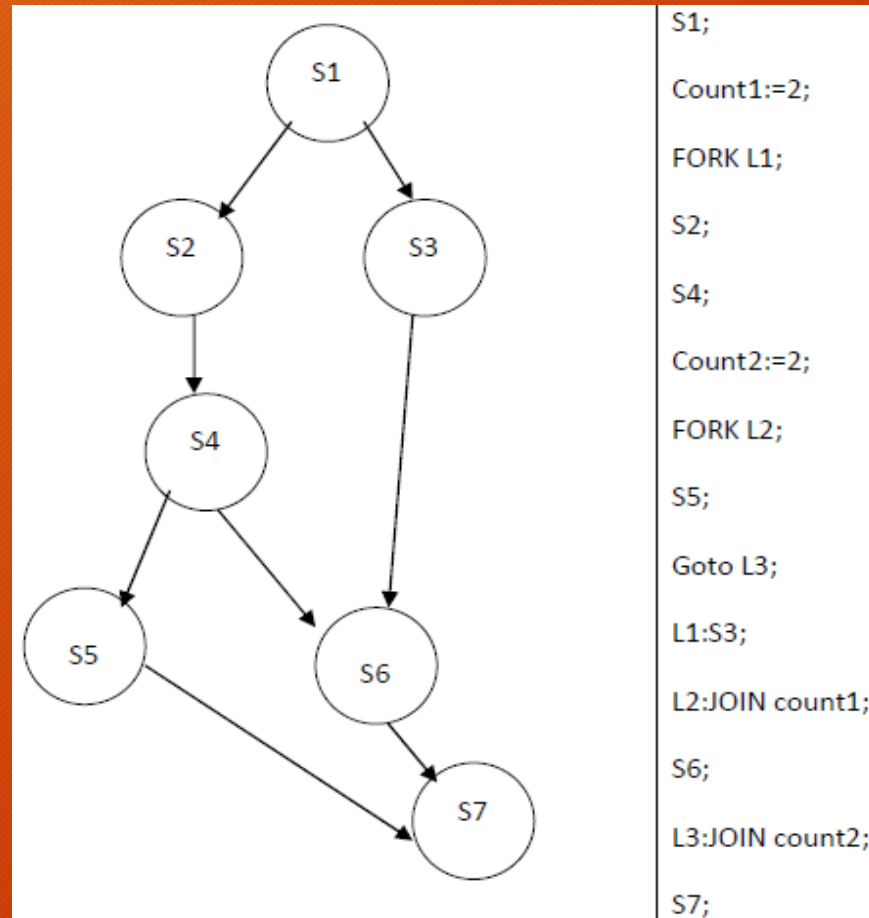 S1
S2
S3
S4
S5
S6
S7
S1;
Count1:=2;
FORK L1;
S2;
S4;
Count2:=2;
FORK L2;
S5;
Goto L3;
L1:S3;
L2:JOIN count1;
S6;
L3:JOIN count2;
S7;